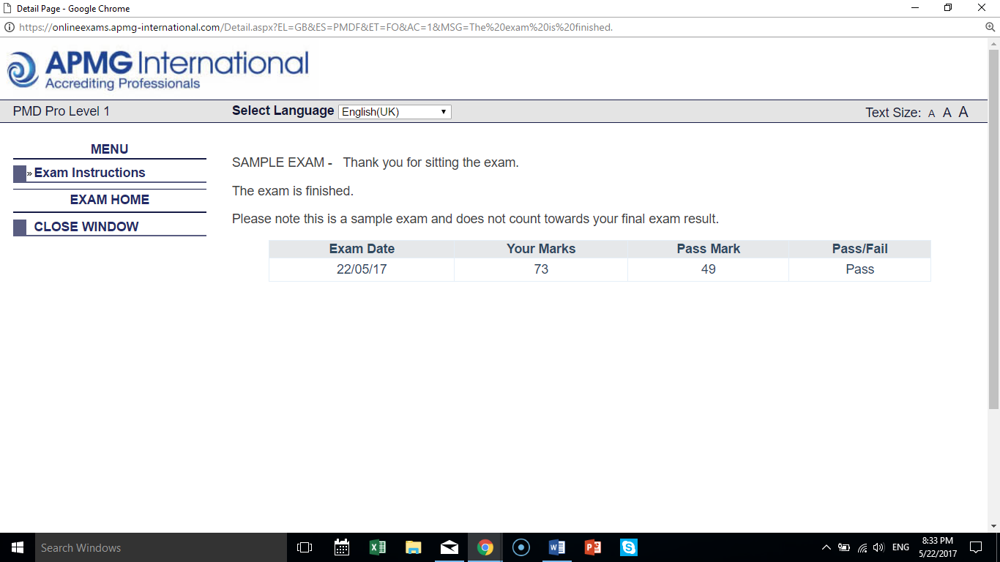 Detail Page - Google Chrome
https://onlineexams.apmg-international.com/Detail.aspx?EL=GB&ES=PMDF&ET=FO&AC=1&MSG=The%20exam%20is%20finished.
APMG International
Accrediting Professionals
PMD Pro Level 1 Select Language English(UK) Text Size: A A A
MENU
» Exam Instructions
EXAM HOME
CLOSE WINDOW
SAMPLE EXAM - Thank you for sitting the exam.
The exam is finished.
Please note this is a sample exam and does not count towards your final exam result.
Exam Date Your Marks Pass Mark Pass/Fail
22/05/17 73 49 Pass
Search Windows
ENG
8:33 PM
5/22/2017